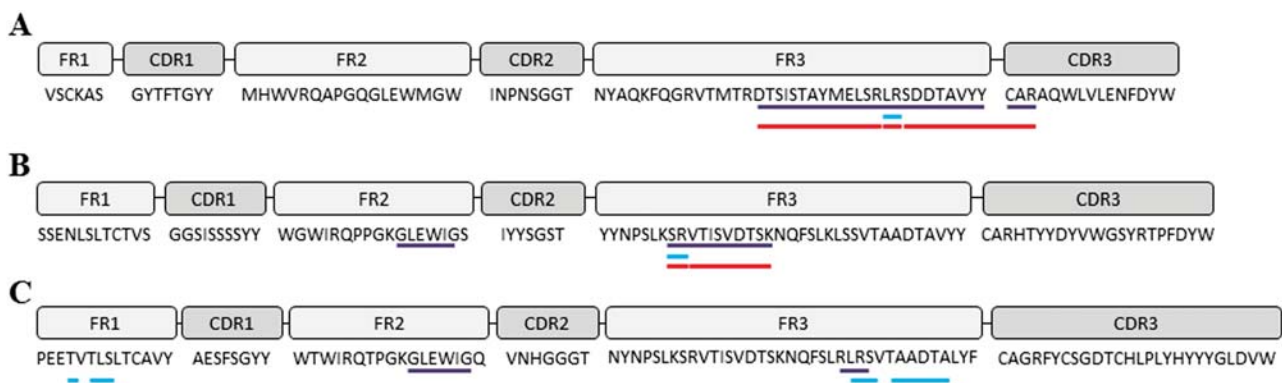 A
FR1 CDR1 FR2 CDR2 FR3 CDR3
VSCKAS GYTFTGYY MHWVRQAPGQGLEWMGW INPNSGGT NYAQKFQGRVTMTRDTSISTAYMELSRLRSDDTAVYY CARAQWLVLENFDYW
B
FR1 CDR1 FR2 CDR2 FR3 CDR3
SSENLSLTCTVS GGSISSSSYY WGWIRQPPGKGLEWIGS IYYSGST YYNPSLKSRVTISVDTSKNQFSLKLSSVTAADTAVYY CARHTYYDYVWGSYRTPFDYW
C
FR1 CDR1 FR2 CDR2 FR3 CDR3
PEETVTLSLTCAVY AESFSGYY WTWIRQTPGKGLEWIGQ VNHGGGT NYNPSLKSRVTISVDTSKNQFSLRLRSVTAADTALYF CAGRFYCSGDTCHLPLYHYYYGLDVW